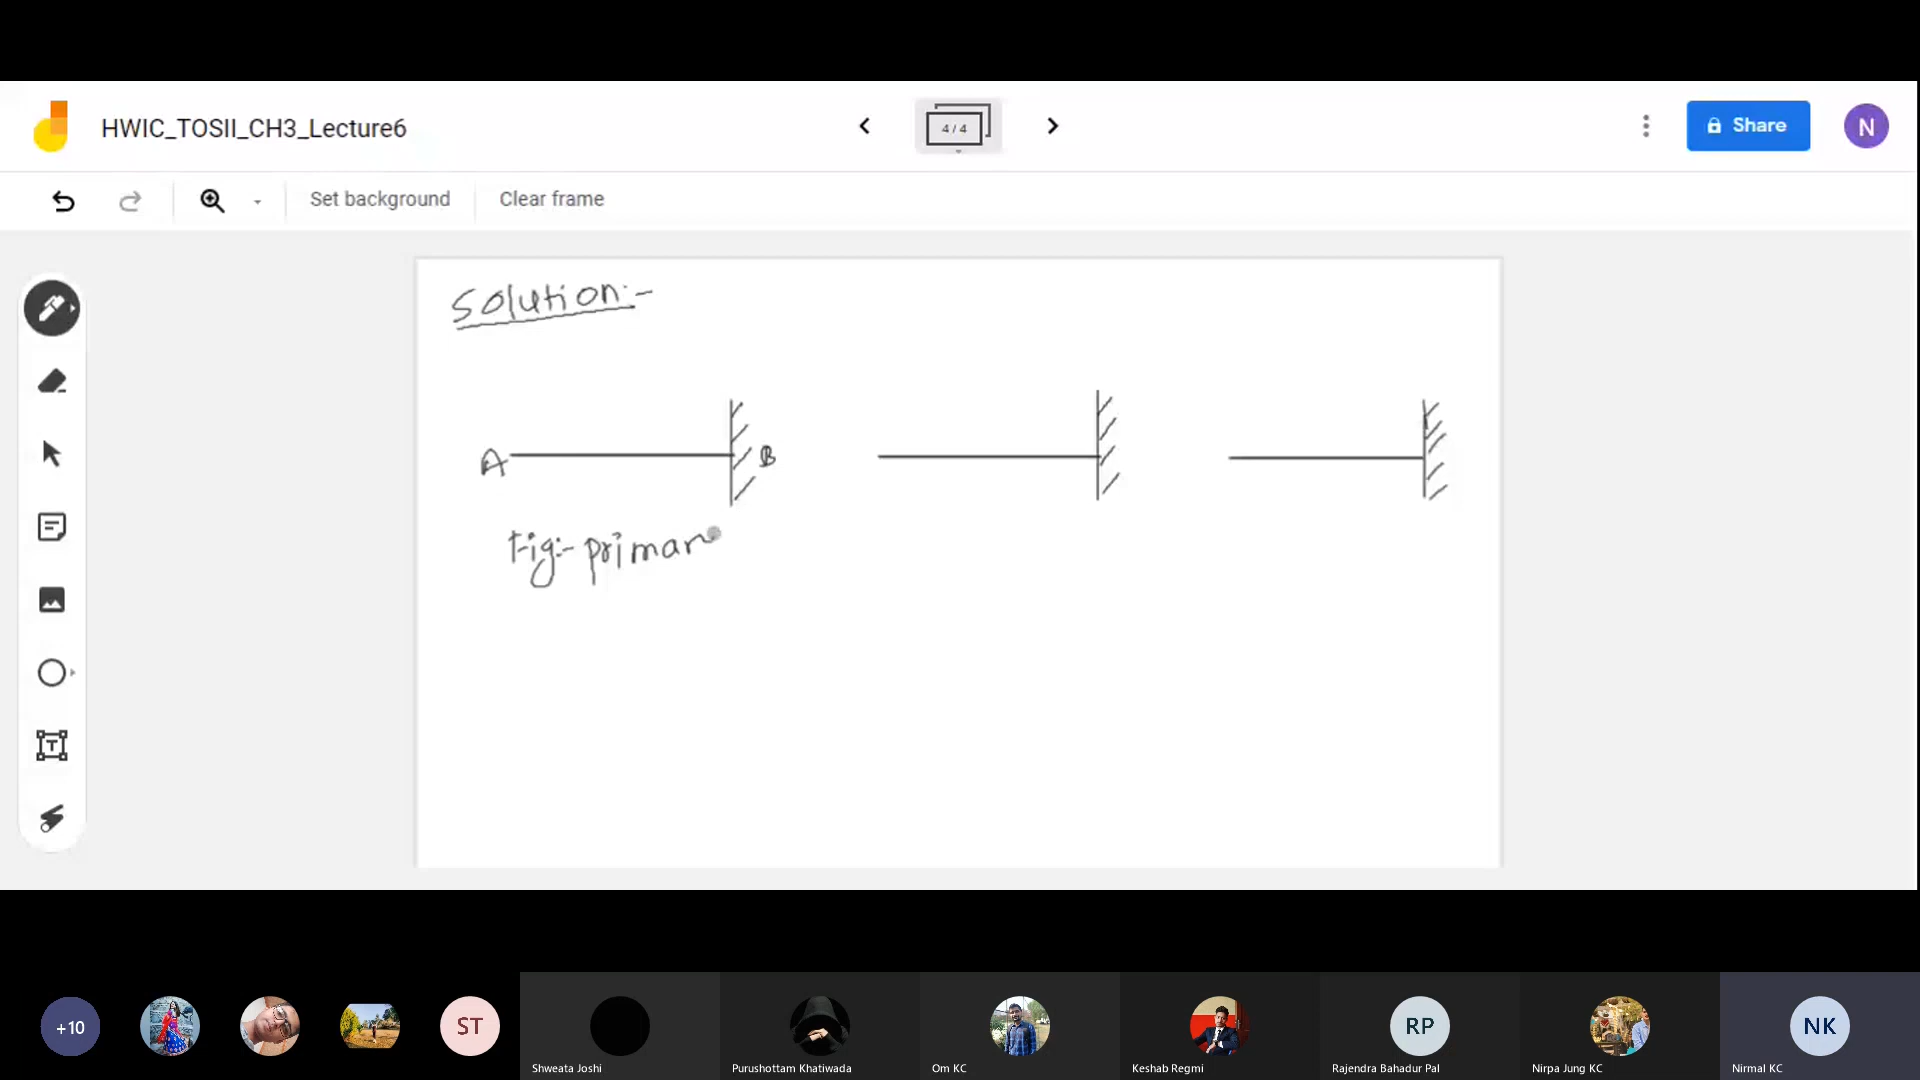 HWIC_TOSII_CH3_Lecture6
4 / 4
Share
N
Set background
Clear frame
Solution:-
A
B
Fig:- primar
+10
ST
RP
NK
Shweata Joshi
Purushottam Khatiwada
Om KC
Keshab Regmi
Rajendra Bahadur Pal
Nirpa Jung KC
Nirmal KC